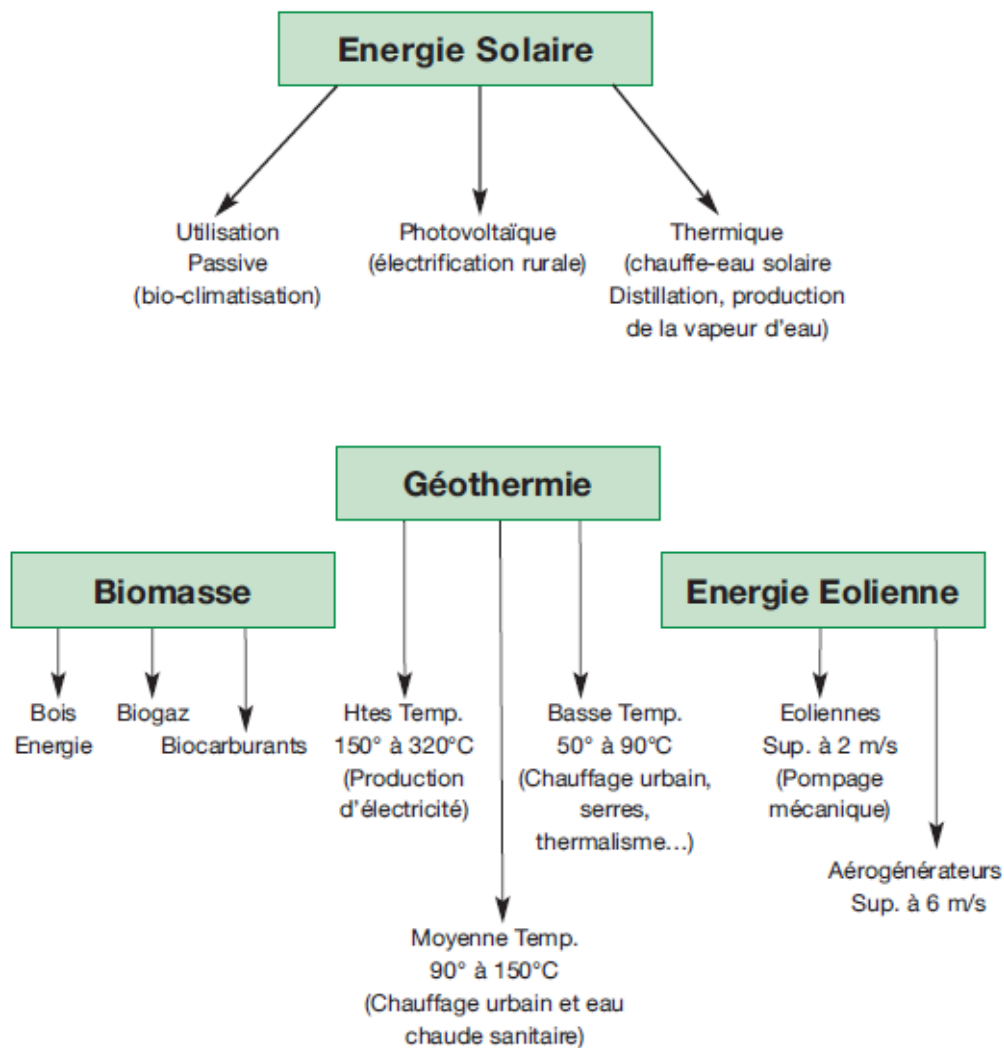 Energie Solaire
Utilisation
Passive
(bio-climatisation)
Photovoltaïque
(électrification rurale)
Thermique
(chauffe-eau solaire
Distillation, production
de la vapeur d'eau)
Géothermie
Biomasse
Energie Eolienne
Bois
Energie
Biogaz
Biocarburants
Htes Temp.
150° à 320°C
(Production
d'électricité)
Basse Temp.
50° à 90°C
(Chauffage urbain,
serres,
thermalisme…)
Eoliennes
Sup. à 2 m/s
(Pompage
mécanique)
Aérogénérateurs
Sup. à 6 m/s
Moyenne Temp.
90° à 150°C
(Chauffage urbain et eau
chaude sanitaire)